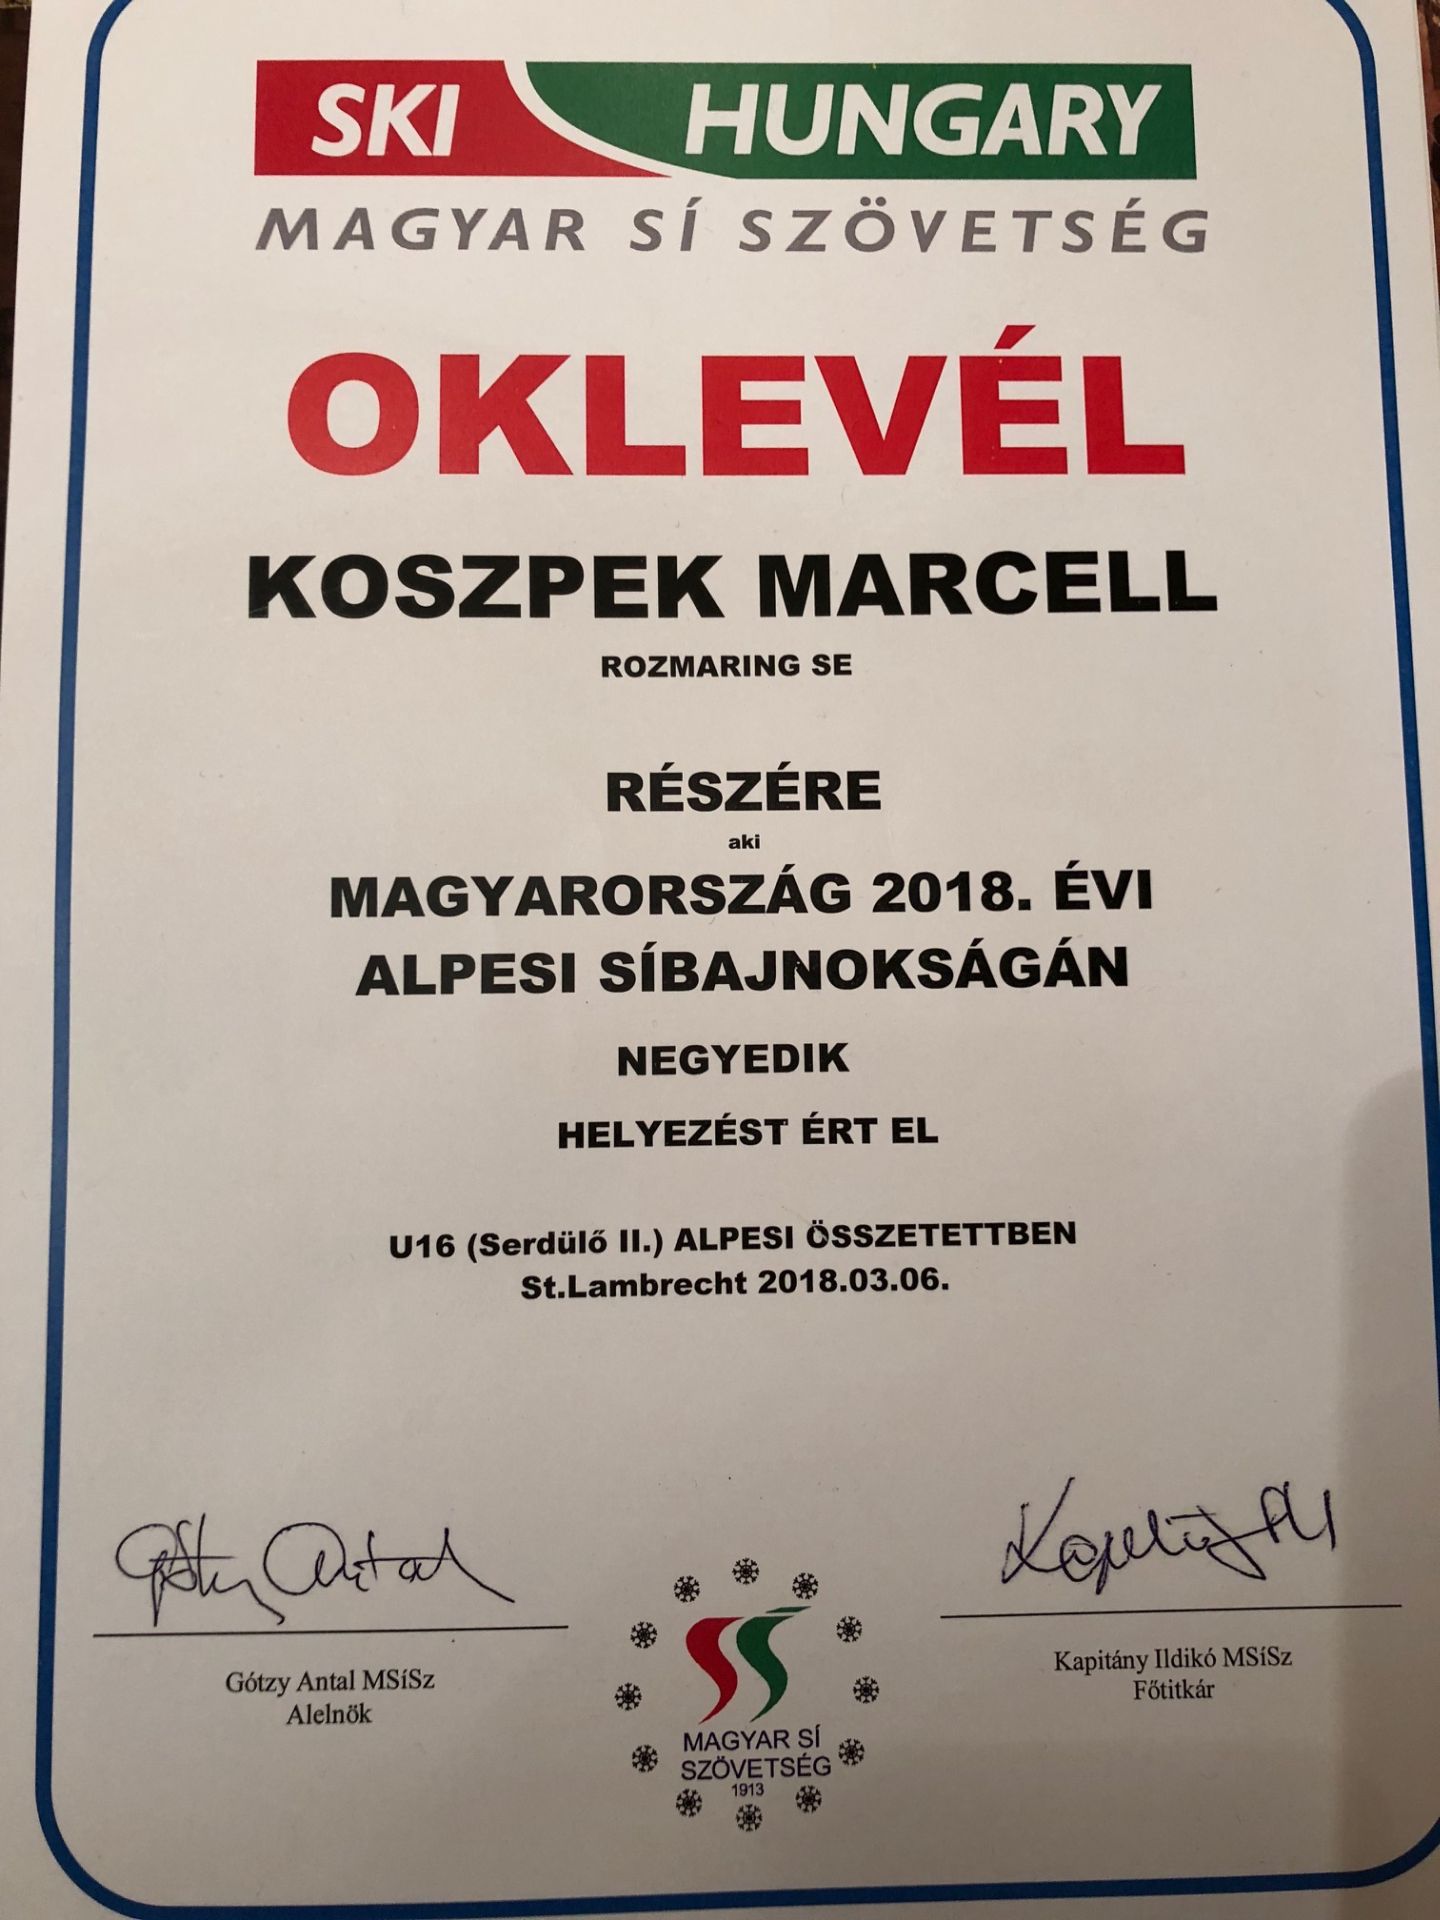 SKI HUNGARY
MAGYAR SÍ SZÖVETSÉG
OKLEVÉL
KOSZPEK MARCELL
ROZMARING SE
RÉSZÉRE
aki
MAGYARORSZÁG 2018. ÉVI
ALPESI SÍBAJNOKSÁGÁN
NEGYEDIK
HELYEZÉST ÉRT EL
U16 (Serdülő II.) ALPESI ÖSSZETETTBEN
St.Lambrecht 2018.03.06.
Gótzy Antal
Gótzy Antal MSíSz
Alelnök
Kapitány Ildikó MSíSz
Főtitkár
MAGYAR SÍ
SZÖVETSÉG
1913